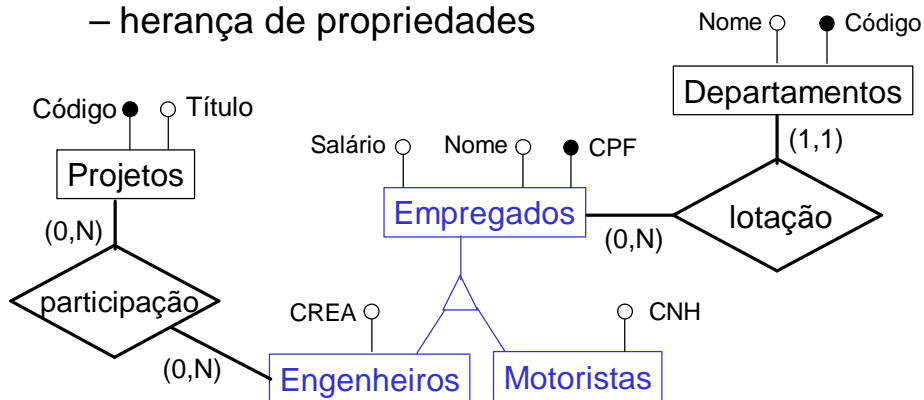 – herança de propriedades
Nome Código
Departamentos
(1,1)
lotação
(0,N)
Código Título
Projetos
(0,N)
participação
(0,N)
Salário Nome CPF
Empregados
CREA CNH
Engenheiros Motoristas